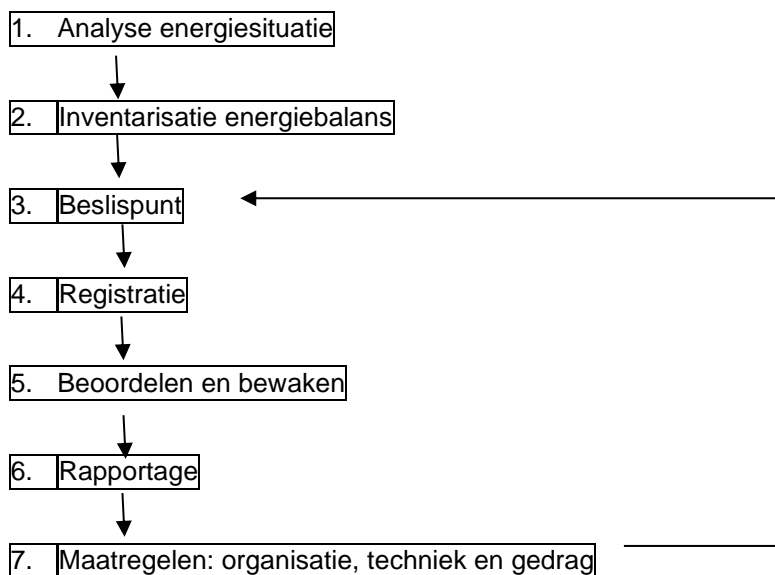 1. Analyse energiesituatie
2. Inventarisatie energiebalans
3. Beslispunt
4. Registratie
5. Beoordelen en bewaken
6. Rapportage
7. Maatregelen: organisatie, techniek en gedrag